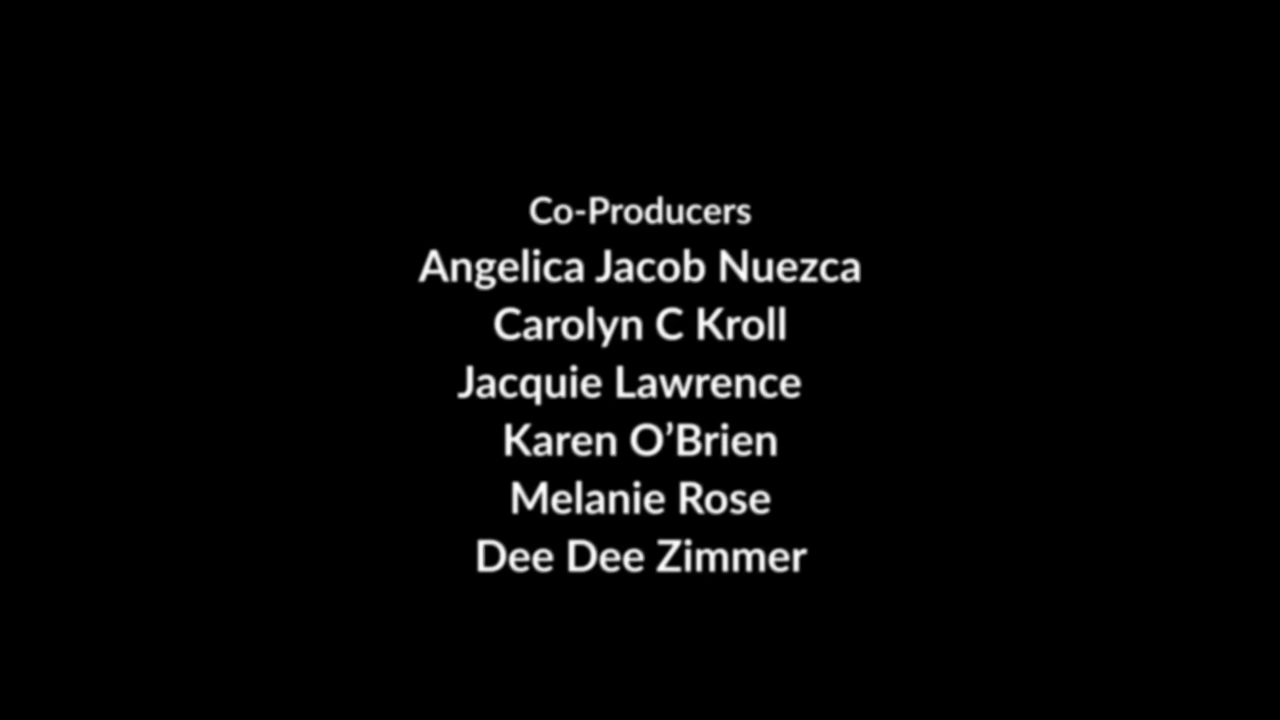 Co-Producers
Angelica Jacob Nuezca
Carolyn C Kroll
Jacquie Lawrence
Karen O’Brien
Melanie Rose
Dee Dee Zimmer